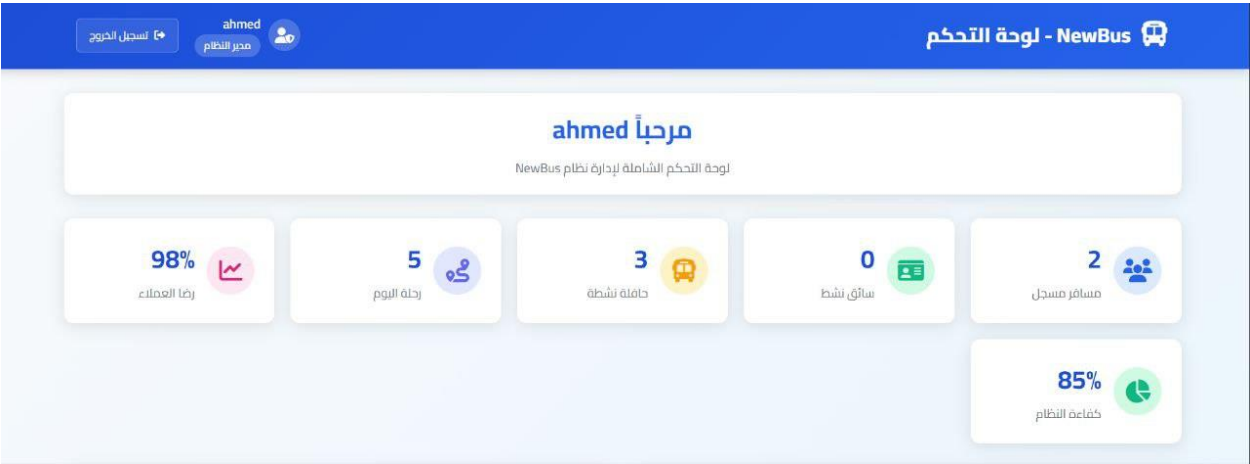 NewBus - لوحة التحكم
ahmed
مدير النظام
تسجيل الخروج
مرحباً ahmed
لوحة التحكم الشاملة لإدارة نظام NewBus
2
مسافر مسجل
0
سائق نشط
3
حافلة نشطة
5
رحلة اليوم
98%
رضا العملاء
85%
كفاءة النظام